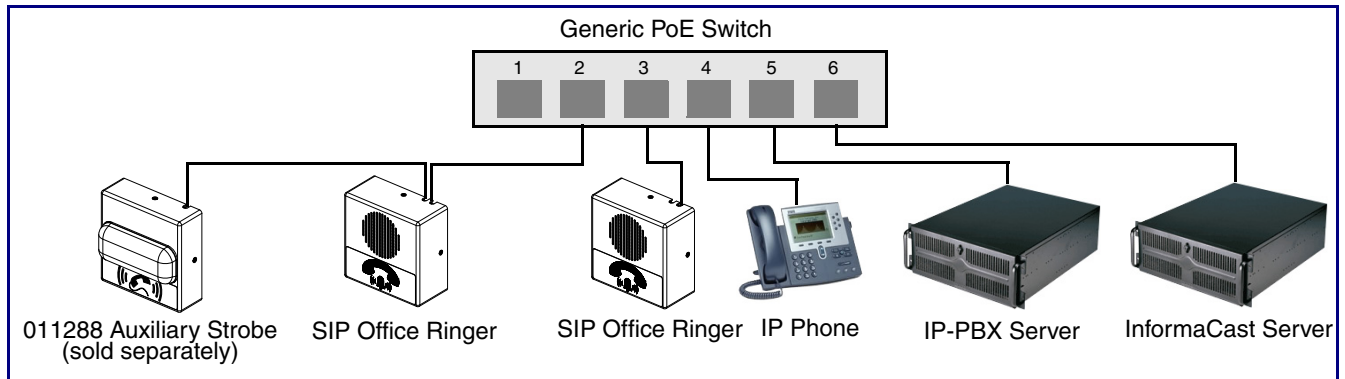 Generic PoE Switch
1 2 3 4 5 6
011288 Auxiliary Strobe
(sold separately)
SIP Office Ringer
SIP Office Ringer
IP Phone
IP-PBX Server
InformaCast Server